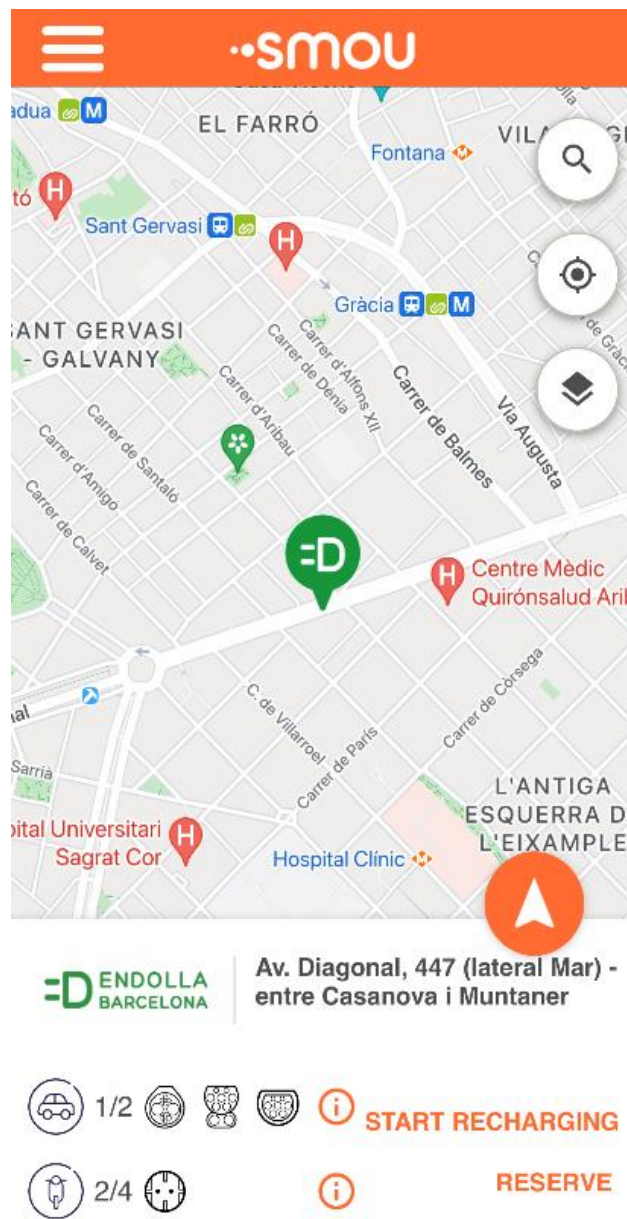 smou
EL FARRÓ
Fontana
Sant Gervasi
Gràcia
SANT GERVASI
- GALVANY
Carrer d'Alfons XII
Carrer de Dénia
Carrer d'Aribau
Carrer de Balmes
Via Augusta
Carrer de Santaló
Carrer d'Amigo
Carrer de Calvet
Centre Mèdic
Quirónsalud Ari
C. de Villarroel
Carrer de París
Carrer de Còrsega
Sarrià
L'ANTIGA
ESQUERRA D
L'EIXAMPLE
pital Universitari
Sagrat Cor
Hospital Clínic
ENDOLLA
BARCELONA
Av. Diagonal, 447 (lateral Mar) -
entre Casanova i Muntaner
1/2
START RECHARGING
2/4
RESERVE